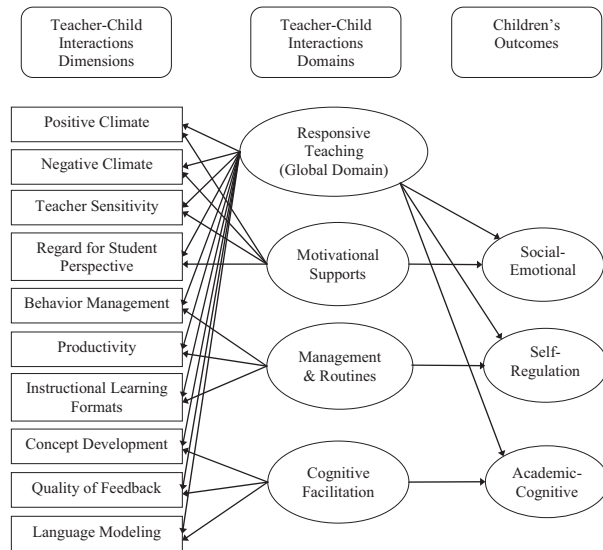 Teacher-Child
Interactions
Dimensions
Teacher-Child
Interactions
Domains
Children's
Outcomes
Positive Climate
Negative Climate
Teacher Sensitivity
Regard for Student
Perspective
Behavior Management
Productivity
Instructional Learning
Formats
Concept Development
Quality of Feedback
Language Modeling
Responsive
Teaching
(Global Domain)
Motivational
Supports
Management
& Routines
Cognitive
Facilitation
Social-
Emotional
Self-
Regulation
Academic-
Cognitive